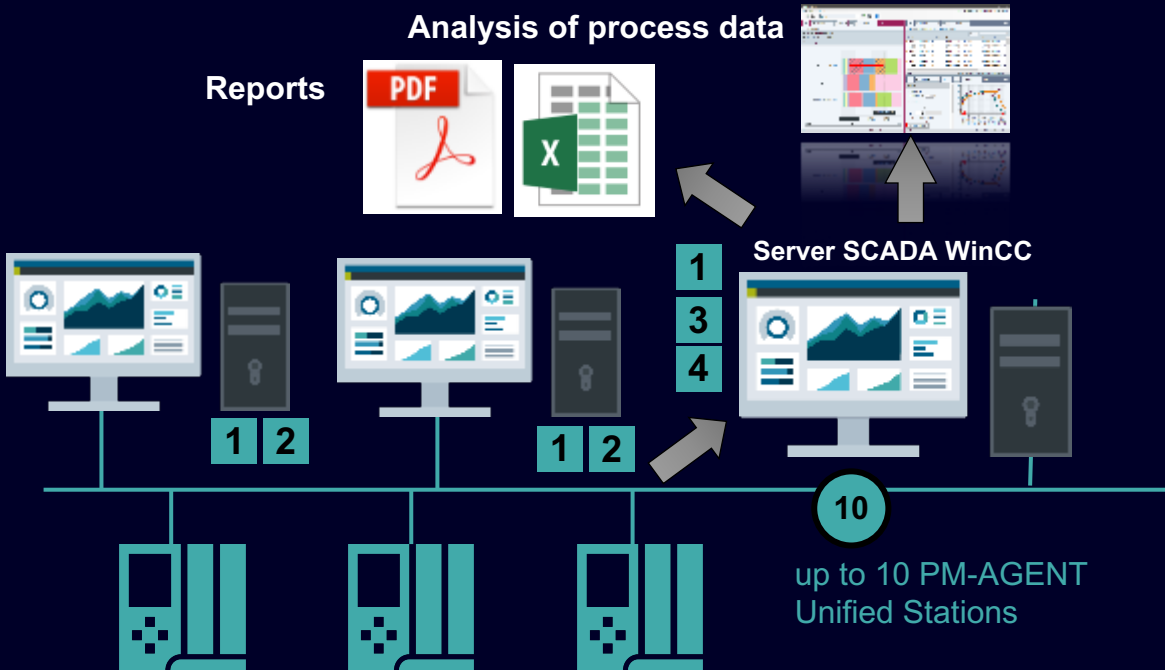 Analysis of process data
Reports
PDF
X
Server SCADA WinCC
1
3
4
1 2
1 2
10
up to 10 PM-AGENT
Unified Stations